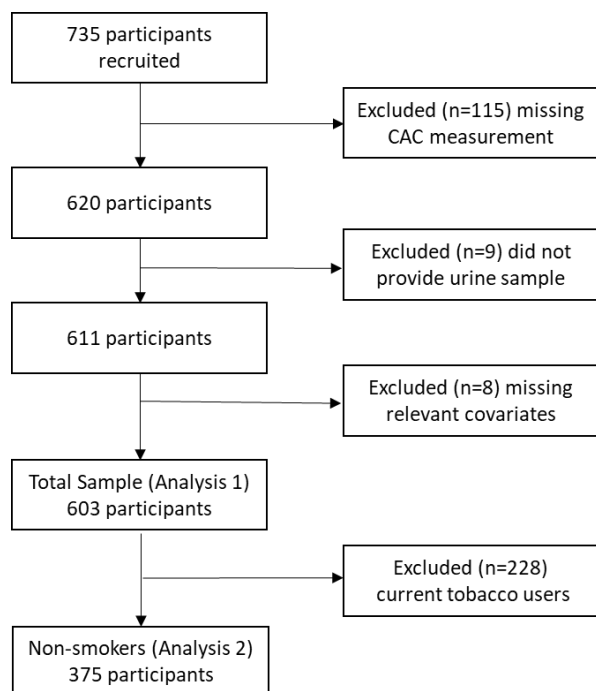 735 participants
recruited
Excluded (n=115) missing
CAC measurement
620 participants
Excluded (n=9) did not
provide urine sample
611 participants
Excluded (n=8) missing
relevant covariates
Total Sample (Analysis 1)
603 participants
Excluded (n=228)
current tobacco users
Non-smokers (Analysis 2)
375 participants